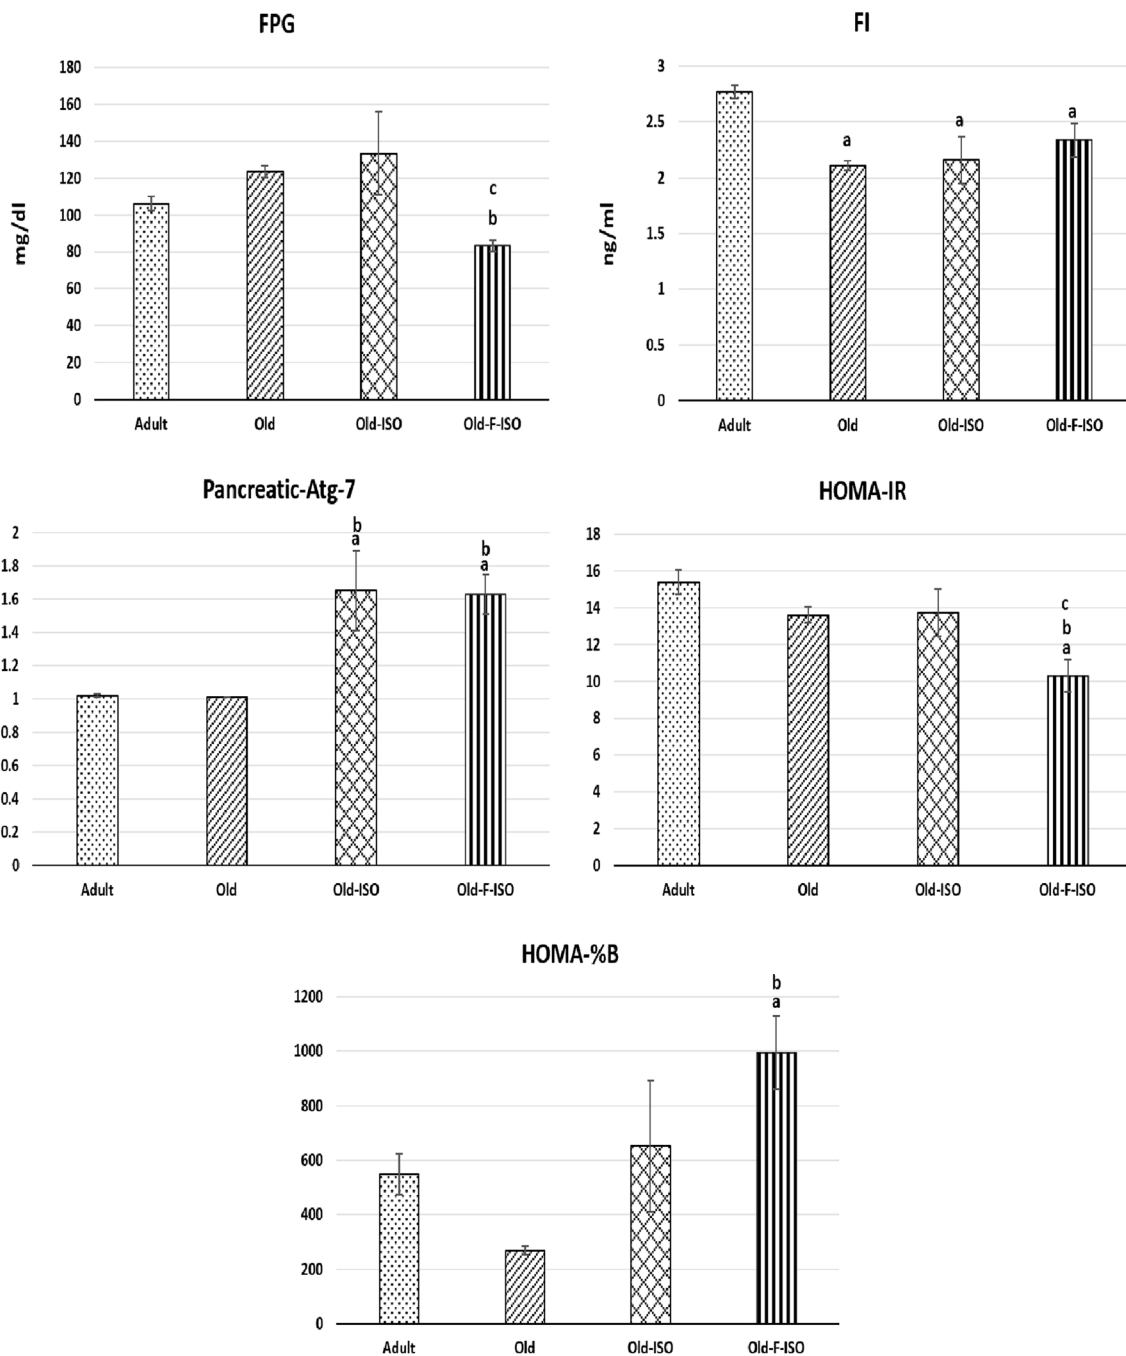 FPG
180
160
140
120
100
80
60
40
20
0
mg/dl
c
b
Adult Old Old-ISO Old-F-ISO
FI
3
2.5
2
1.5
1
0.5
0
ng/ml
a a a
Adult Old Old-ISO Old-F-ISO
Pancreatic-Atg-7
2
1.8
1.6
1.4
1.2
1
0.8
0.6
0.4
0.2
0
b
a
b
a
Adult Old Old-ISO Old-F-ISO
HOMA-IR
18
16
14
12
10
8
6
4
2
0
c
b
a
Adult Old Old-ISO Old-F-ISO
HOMA-%B
1200
1000
800
600
400
200
0
b
a
Adult Old Old-ISO Old-F-ISO